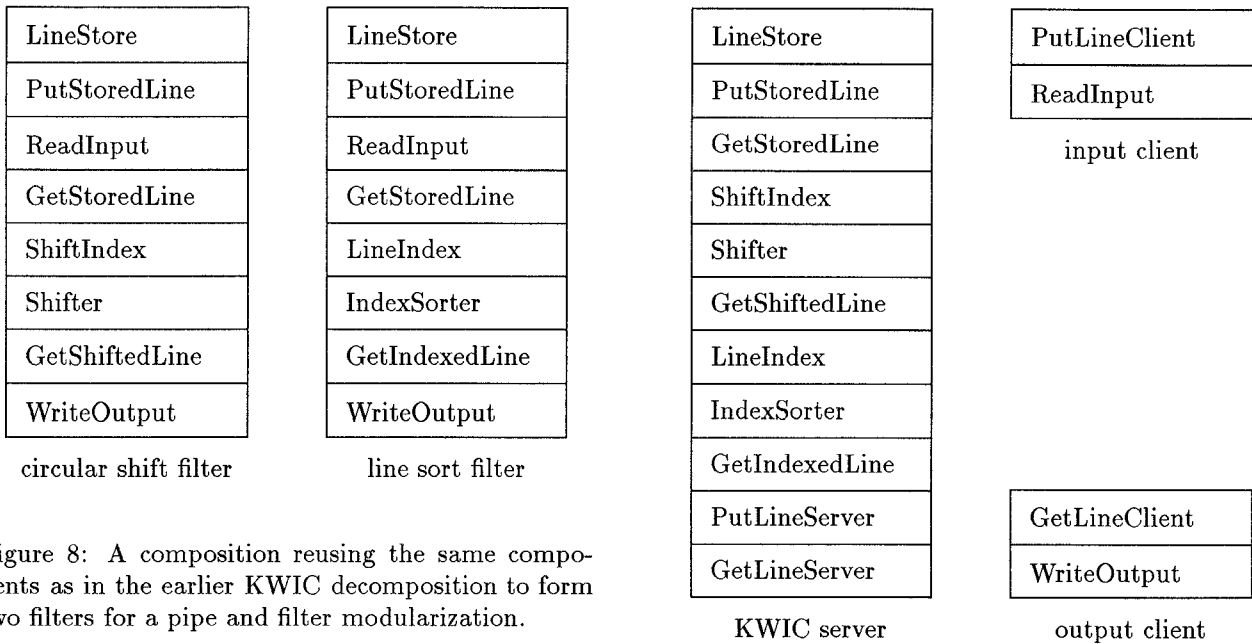 LineStore
PutStoredLine
ReadInput
GetStoredLine
ShiftIndex
Shifter
GetShiftedLine
WriteOutput
circular shift filter
LineStore
PutStoredLine
ReadInput
GetStoredLine
LineIndex
IndexSorter
GetIndexedLine
WriteOutput
line sort filter
igure 8: A composition reusing the same compo-
ents as in the earlier KWIC decomposition to form
wo filters for a pipe and filter modularization.
LineStore
PutStoredLine
GetStoredLine
ShiftIndex
Shifter
GetShiftedLine
LineIndex
IndexSorter
GetIndexedLine
PutLineServer
GetLineServer
KWIC server
PutLineClient
ReadInput
input client
GetLineClient
WriteOutput
output client